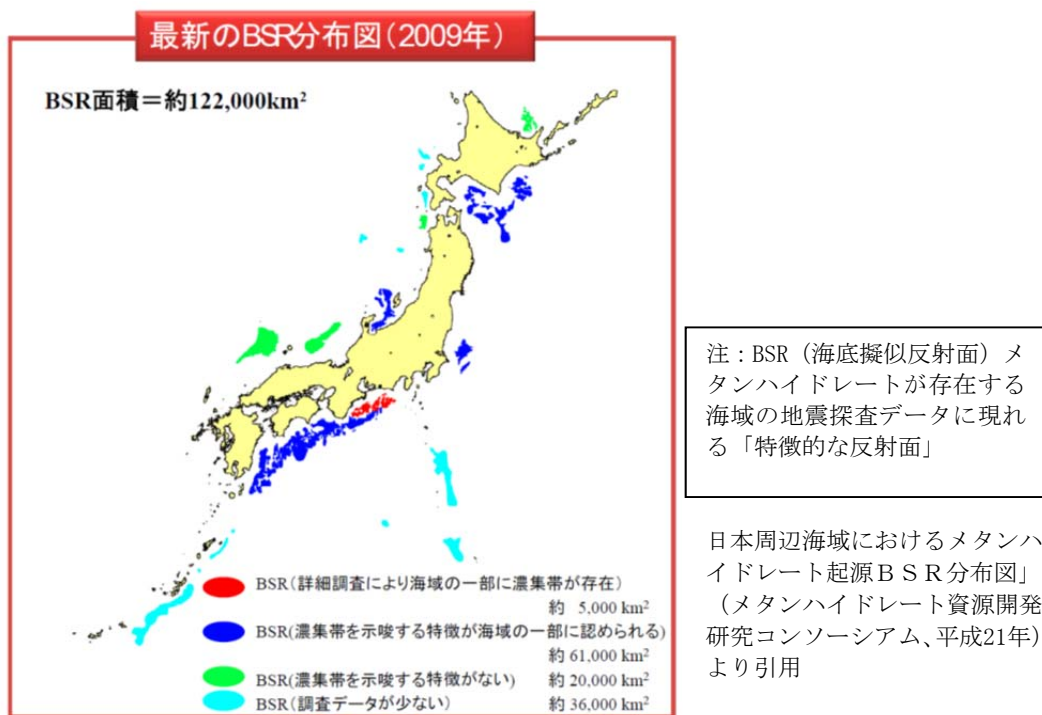 最新のBSR分布図(2009年)
BSR面積＝約122,000km²
BSR(詳細調査により海域の一部に濃集帯が存在)
約 5,000 km²
BSR(濃集帯を示唆する特徴が海域の一部に認められる)
約 61,000 km²
BSR(濃集帯を示唆する特徴がない) 約 20,000 km²
BSR(調査データが少ない) 約 36,000 km²
注：BSR（海底擬似反射面）メ
タンハイドレートが存在する
海域の地震探査データに現れ
る「特徴的な反射面」
日本周辺海域におけるメタンハ
イドレート起源ＢＳＲ分布図」
（メタンハイドレート資源開発
研究コンソーシアム、平成21年）
より引用